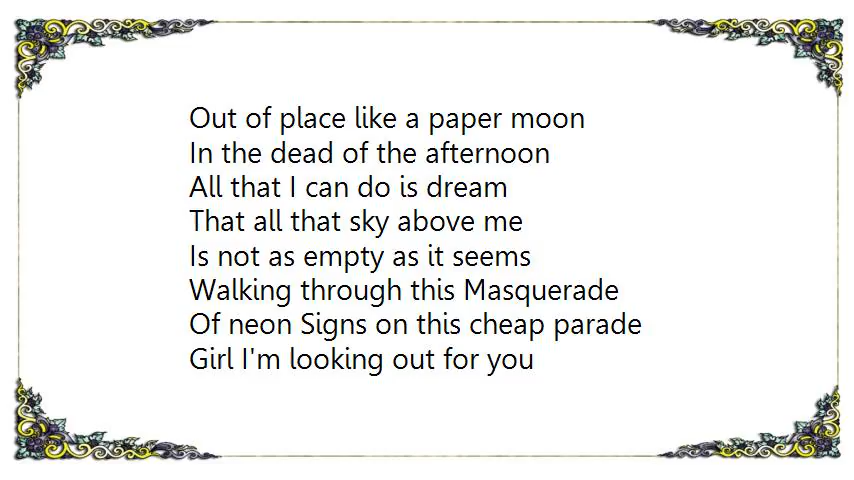 Out of place like a paper moon
In the dead of the afternoon
All that I can do is dream
That all that sky above me
Is not as empty as it seems
Walking through this Masquerade
Of neon Signs on this cheap parade
Girl I'm looking out for you